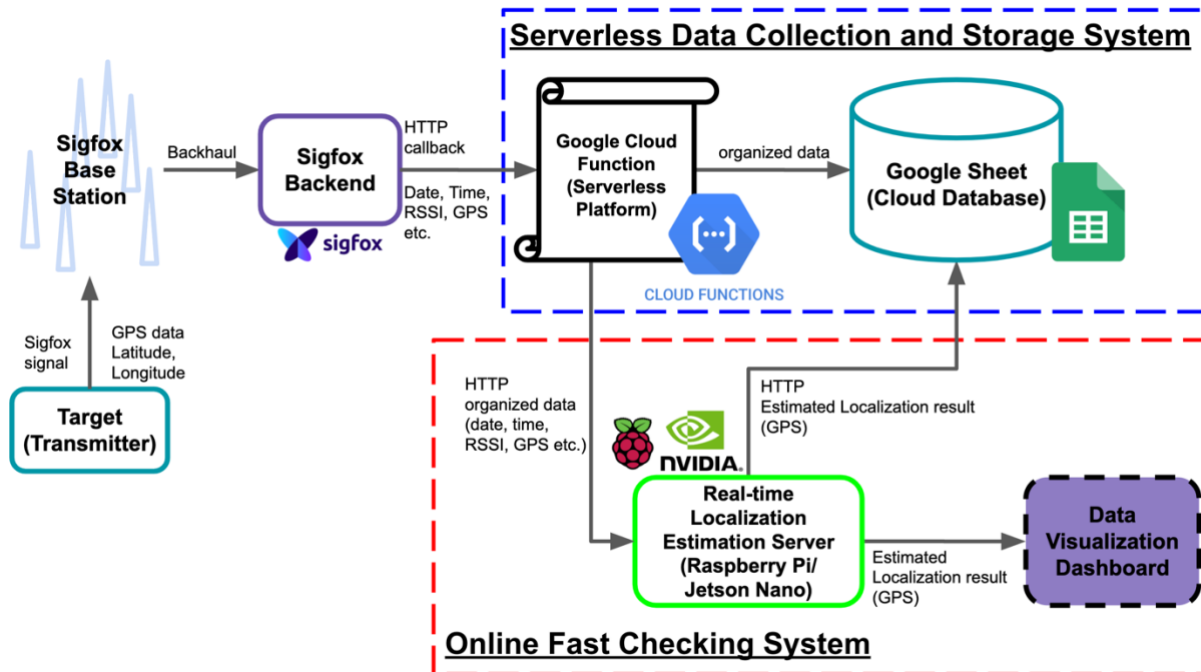 Serverless Data Collection and Storage System
Sigfox
Base
Station
Backhaul
Sigfox
Backend
sigfox
HTTP
callback
Date, Time,
RSSI, GPS
etc.
Google Cloud
Function
(Serverless
Platform)
CLOUD FUNCTIONS
organized data
Google Sheet
(Cloud Database)
Sigfox
signal
GPS data
Latitude,
Longitude
Target
(Transmitter)
HTTP
organized data
(date, time,
RSSI, GPS etc.)
HTTP
Estimated Localization result
(GPS)
NVIDIA.
Real-time
Localization
Estimation Server
(Raspberry Pi/
Jetson Nano)
Estimated
Localization result
(GPS)
Data
Visualization
Dashboard
Online Fast Checking System